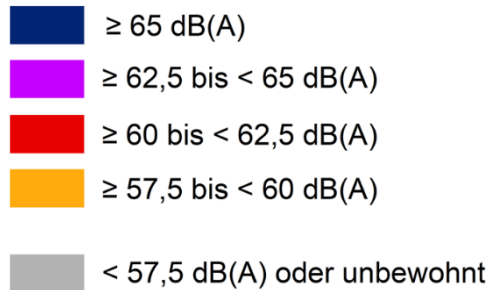 ≥ 65 dB(A)
≥ 62,5 bis < 65 dB(A)
≥ 60 bis < 62,5 dB(A)
≥ 57,5 bis < 60 dB(A)
< 57,5 dB(A) oder unbewohnt